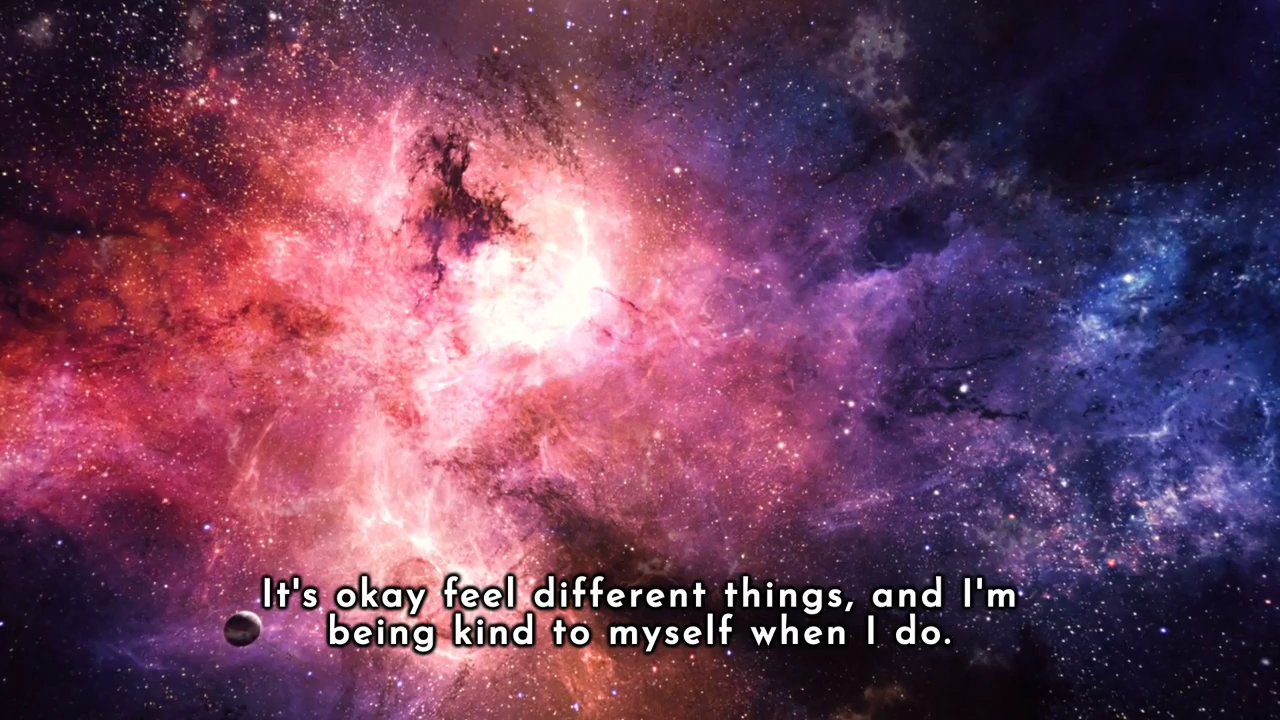 It's okay feel different things, and I'm
being kind to myself when I do.